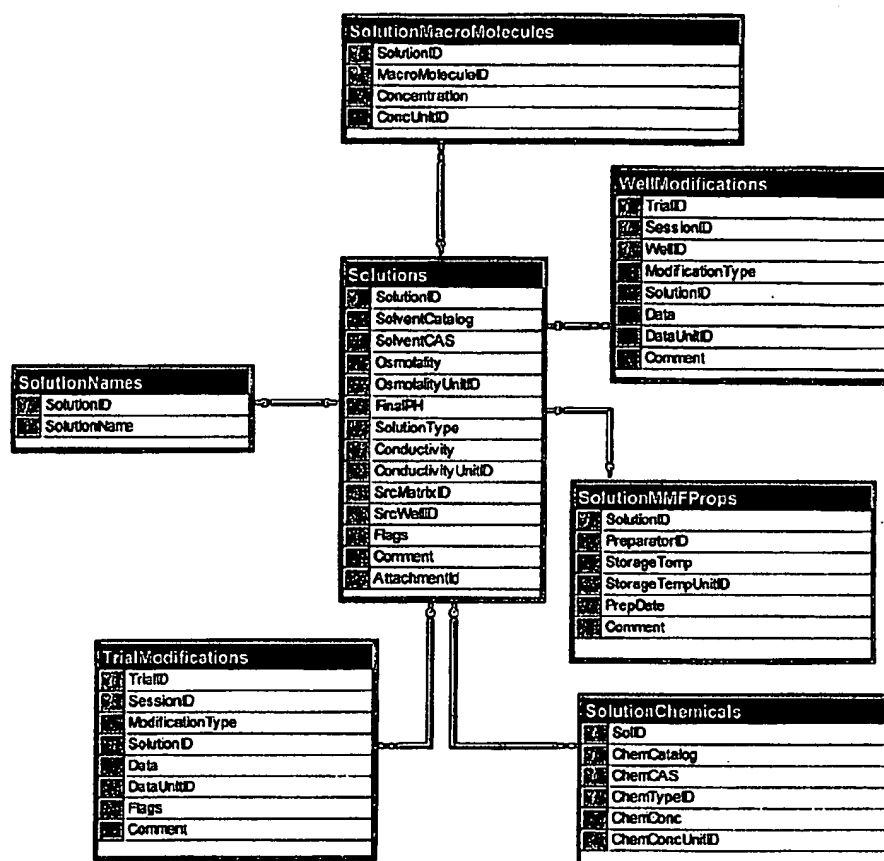 SolutionMacroMolecules
SolutionID
MacroMoleculeID
Concentration
ConcUnitID
WellModifications
TrialID
SessionID
WellID
ModificationType
SolutionID
Data
DataUnitID
Comment
Solutions
SolutionID
SolventCatalog
SolventCAS
Osmolality
OsmolalityUnitID
FinalPH
SolutionType
Conductivity
ConductivityUnitID
SrcMatrixID
SrcWellID
Flags
Comment
AttachmentId
SolutionNames
SolutionID
SolutionName
SolutionMMFProps
SolutionID
PreparatorID
StorageTemp
StorageTempUnitID
PrepDate
Comment
TrialModifications
TrialID
SessionID
ModificationType
SolutionID
Data
DataUnitID
Flags
Comment
SolutionChemicals
SolID
ChemCatalog
ChemCAS
ChemTypeID
ChemConc
ChemConcUnitID